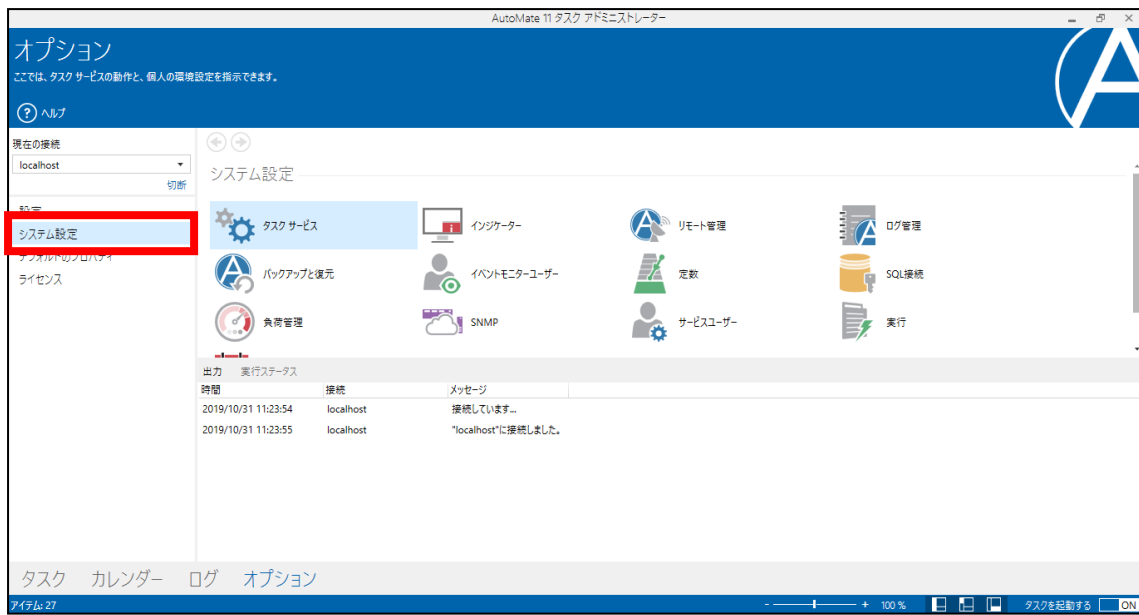 AutoMate 11 タスク アドミニストレーター
オプション
ここでは、タスク サービスの動作と、個人の環境設定を指示できます。
? ヘルプ
現在の接続
localhost
切断
設定
システム設定
デフォルトのプロパティ
ライセンス
システム設定
タスク サービス
インジケーター
リモート管理
ログ管理
バックアップと復元
イベントモニターユーザー
定数
SQL接続
負荷管理
SNMP
サービスユーザー
実行
出力 実行ステータス
時間 接続 メッセージ
2019/10/31 11:23:54 localhost 接続しています...
2019/10/31 11:23:55 localhost "localhost"に接続しました。
タスク カレンダー ログ オプション
アイテム: 27
- + 100 %
タスクを起動する ON